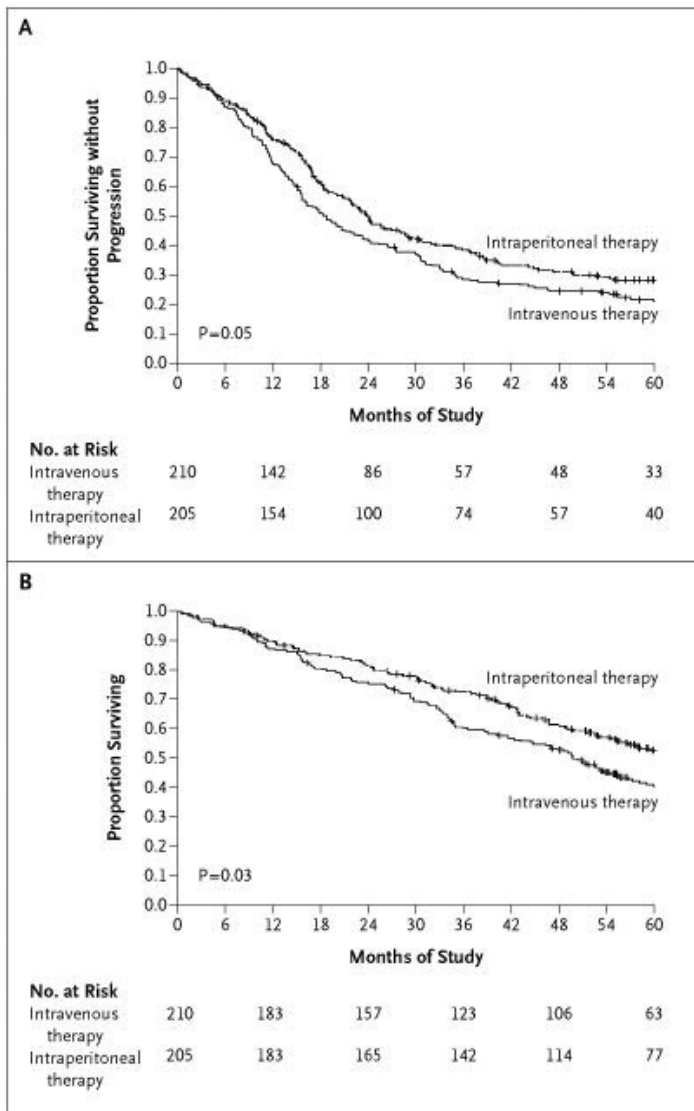 A
1.0
0.9
0.8
0.7
0.6
0.5
0.4
0.3
0.2
0.1
0.0
Proportion Surviving without
Progression
Intraperitoneal therapy
Intravenous therapy
P=0.05
0 6 12 18 24 30 36 42 48 54 60
Months of Study
No. at Risk
Intravenous 210 142 86 57 48 33
therapy
Intraperitoneal 205 154 100 74 57 40
therapy
B
1.0
0.9
0.8
0.7
0.6
0.5
0.4
0.3
0.2
0.1
0.0
Proportion Surviving
Intraperitoneal therapy
Intravenous therapy
P=0.03
0 6 12 18 24 30 36 42 48 54 60
Months of Study
No. at Risk
Intravenous 210 183 157 123 106 63
therapy
Intraperitoneal 205 183 165 142 114 77
therapy